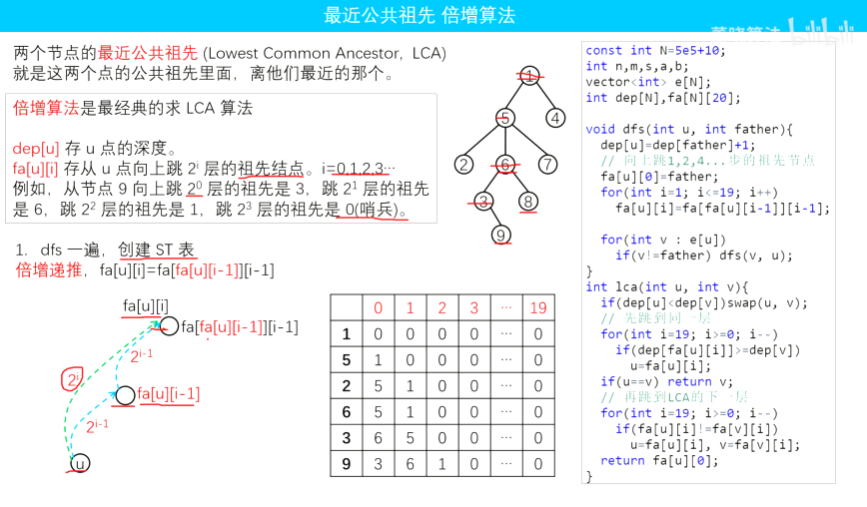 最近公共祖先 倍增算法
董晓算法 bilibili
两个节点的最近公共祖先 (Lowest Common Ancestor, LCA)
就是这两个点的公共祖先里面，离他们最近的那个。
倍增算法是最经典的求 LCA 算法
dep[u] 存 u 点的深度。
fa[u][i] 存从 u 点向上跳 2ⁱ 层的祖先结点。i=0,1,2,3…
例如，从节点 9 向上跳 2⁰ 层的祖先是 3，跳 2¹ 层的祖先
是 6，跳 2² 层的祖先是 1，跳 2³ 层的祖先是 0(哨兵)。
1. dfs 一遍，创建 ST 表
倍增递推，fa[u][i]=fa[fa[u][i-1]][i-1]
fa[u][i]
fa[fa[u][i-1]][i-1]
2ⁱ⁻¹
2ⁱ
fa[u][i-1]
2ⁱ⁻¹
u
1
5 4
2 6 7
3 8
9
0 1 2 3 … 19
1 0 0 0 0 … 0
5 1 0 0 0 … 0
2 5 1 0 0 … 0
6 5 1 0 0 … 0
3 6 5 0 0 … 0
9 3 6 1 0 … 0
const int N=5e5+10;
int n,m,s,a,b;
vector<int> e[N];
int dep[N],fa[N][20];
void dfs(int u, int father){
dep[u]=dep[father]+1;
// 向上跳1,2,4...步的祖先节点
fa[u][0]=father;
for(int i=1; i<=19; i++)
fa[u][i]=fa[fa[u][i-1]][i-1];
for(int v : e[u])
if(v!=father) dfs(v, u);
}
int lca(int u, int v){
if(dep[u]<dep[v])swap(u, v);
// 先跳到同一层
for(int i=19; i>=0; i--)
if(dep[fa[u][i]]>=dep[v])
u=fa[u][i];
if(u==v) return v;
// 再跳到LCA的下一层
for(int i=19; i>=0; i--)
if(fa[u][i]!=fa[v][i])
u=fa[u][i], v=fa[v][i];
return fa[u][0];
}